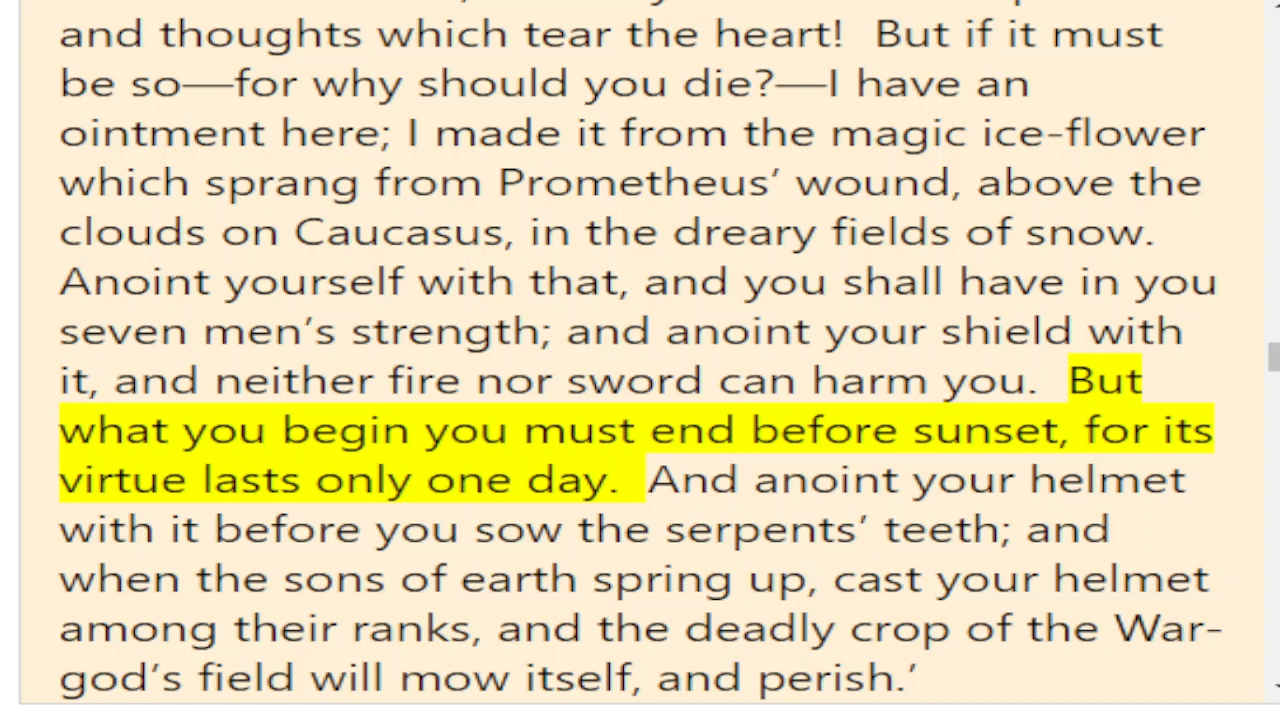 and thoughts which tear the heart!  But if it must
be so—for why should you die?—I have an
ointment here; I made it from the magic ice-flower
which sprang from Prometheus’ wound, above the
clouds on Caucasus, in the dreary fields of snow.
Anoint yourself with that, and you shall have in you
seven men’s strength; and anoint your shield with
it, and neither fire nor sword can harm you.  But
what you begin you must end before sunset, for its
virtue lasts only one day.  And anoint your helmet
with it before you sow the serpents’ teeth; and
when the sons of earth spring up, cast your helmet
among their ranks, and the deadly crop of the War-
god’s field will mow itself, and perish.’